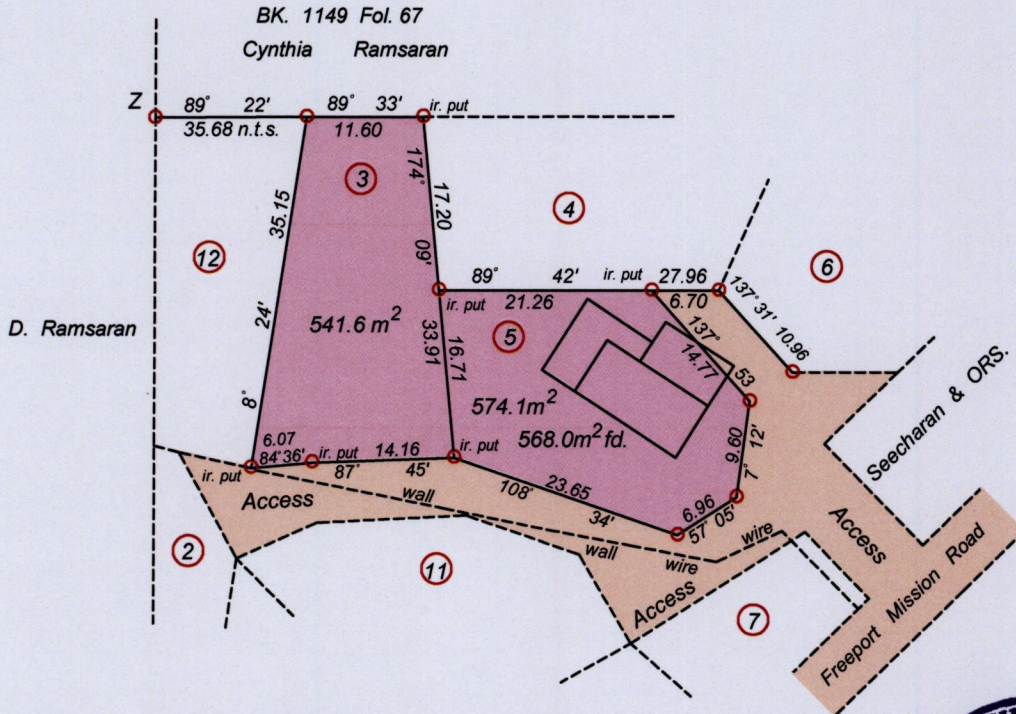 BK. 1149 Fol. 67
Cynthia Ramsaran
Z
89° 22'
35.68 n.t.s.
89° 33'
11.60
ir. put
3
174° 09'
17.20
4
12
35.15
8° 24'
D. Ramsaran
541.6 m²
89° 42'
21.26
ir. put
ir. put
27.96
6.70
6
137° 31' 10.96
5
33.91
16.71
137° 53
14.77
574.1m²
568.0m² fd.
9.60
7° 12'
Seecharan & ORS.
6.07
84° 36'
ir. put
ir. put
14.16
87° 45'
ir. put
23.65
108° 34'
6.96
57° 05'
Access
wall
wall
wire
wire
Access
Access
2
11
7
Freeport Mission Road